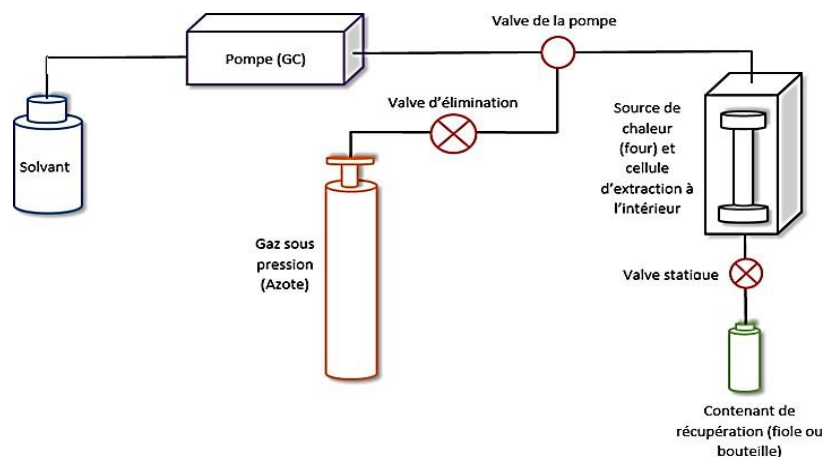 Valve de la pompe
Pompe (GC)
Valve d'élimination
Solvant
Source de
chaleur
(four) et
cellule
d'extraction à
l'intérieur
Gaz sous
pression
(Azote)
Valve statique
Contenant de
récupération (fiole ou
bouteille)